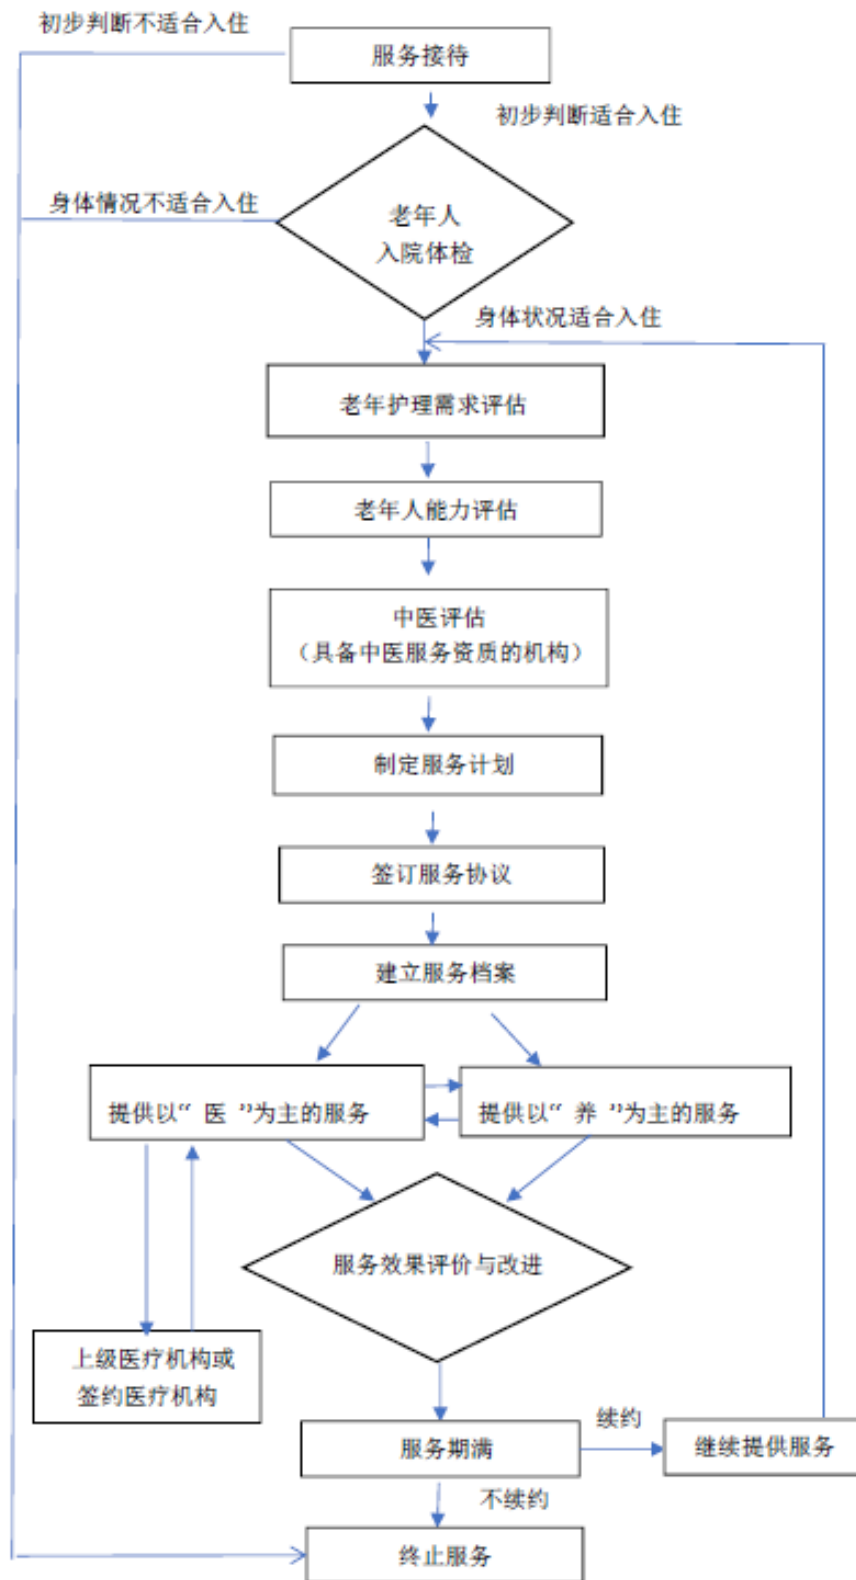 初步判断不适合入住
服务接待
初步判断适合入住
身体情况不适合入住
老年人
入院体检
身体状况适合入住
老年护理需求评估
老年人能力评估
中医评估
（具备中医服务资质的机构）
制定服务计划
签订服务协议
建立服务档案
提供以“ 医 ”为主的服务
提供以“ 养 ”为主的服务
服务效果评价与改进
上级医疗机构或
签约医疗机构
服务期满
续约
继续提供服务
不续约
终止服务